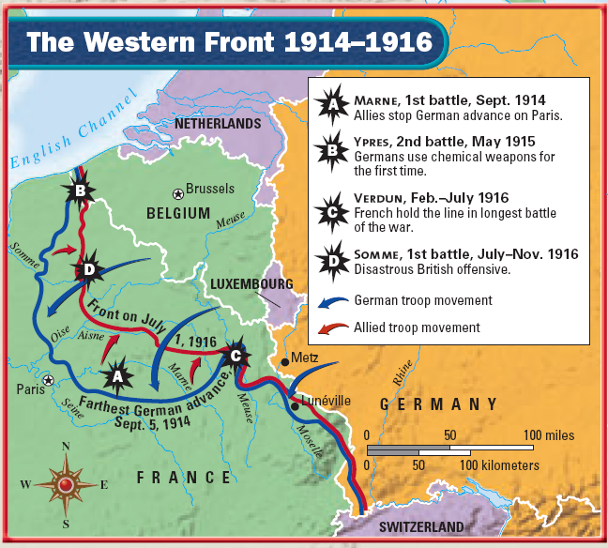 The Western Front 1914–1916
A
MARNE, 1st battle, Sept. 1914
Allies stop German advance on Paris.
B
YPRES, 2nd battle, May 1915
Germans use chemical weapons for
the first time.
C
VERDUN, Feb.–July 1916
French hold the line in longest battle
of the war.
D
SOMME, 1st battle, July–Nov. 1916
Disastrous British offensive.
German troop movement
Allied troop movement
English Channel
NETHERLANDS
B
Brussels
BELGIUM
Meuse
Somme
D
LUXEMBOURG
Front on July 1, 1916
Oise
Aisne
C
Metz
Rhine
A
Marne
Paris
Seine
Farthest German advance,
Sept. 5, 1914
Meuse
Lunéville
Moselle
GERMANY
0 50 100 miles
0 50 100 kilometers
N
W E
S
FRANCE
SWITZERLAND